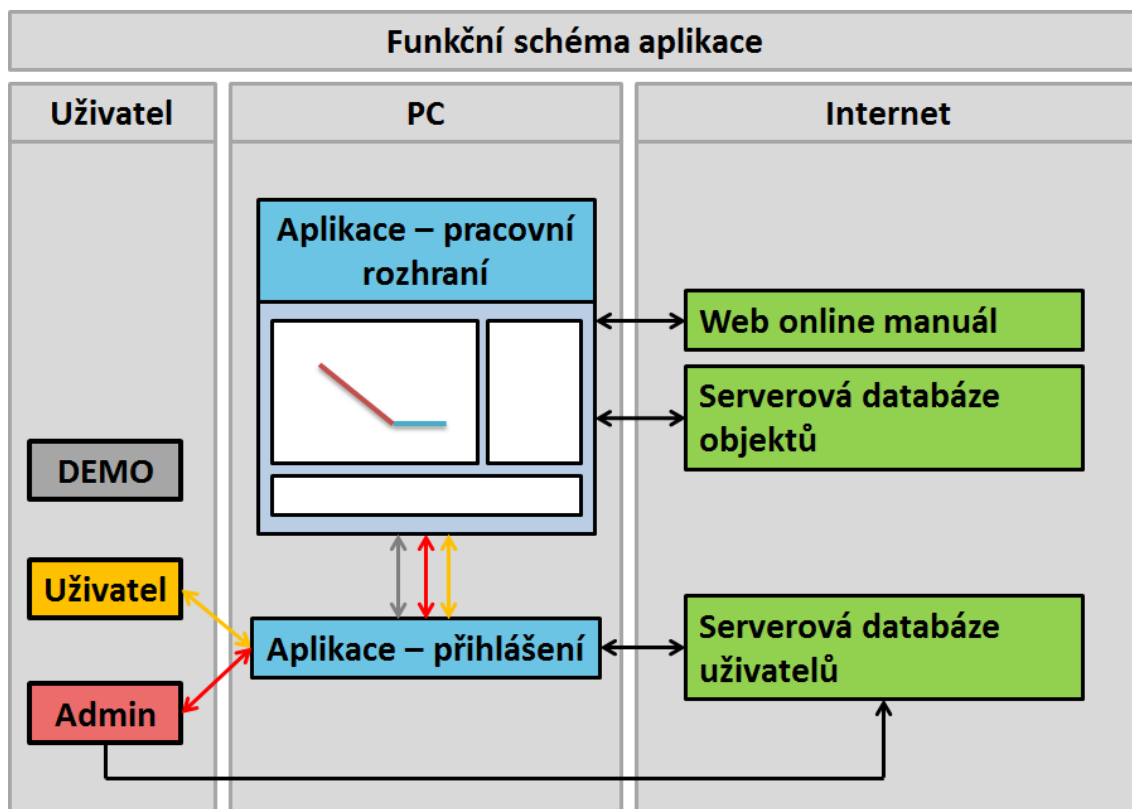 Funkční schéma aplikace
Uživatel
PC
Internet
Aplikace – pracovní
rozhraní
Web online manuál
Serverová databáze
objektů
DEMO
Uživatel
Aplikace – přihlášení
Serverová databáze
uživatelů
Admin